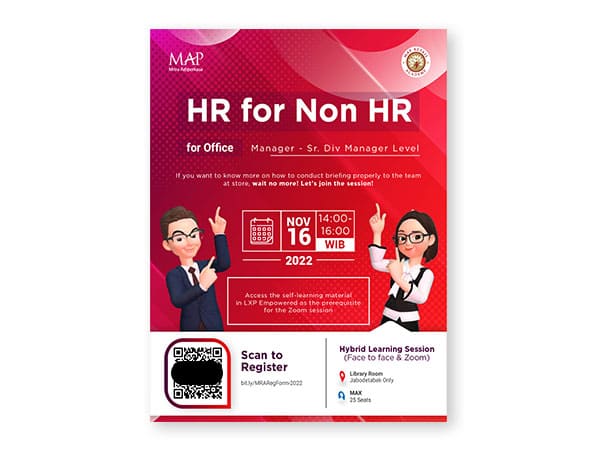 MAP
Mitra Adiperkasa
MAP RETAIL
ACADEMY
HR for Non HR
for Office
Manager - Sr. Div Manager Level
If you want to know more on how to conduct briefing properly to the team
at store, wait no more! Let's join the session!
NOV
16
14:00-
16:00
WIB
2022
Access the self-learning material
in LXP Empowered as the prerequisite
for the Zoom session
Scan to
Register
bit.ly/MRARegForm-2022
Hybrid Learning Session
(Face to face & Zoom)
Library Room
Jabodetabek Only
MAX
25 Seats